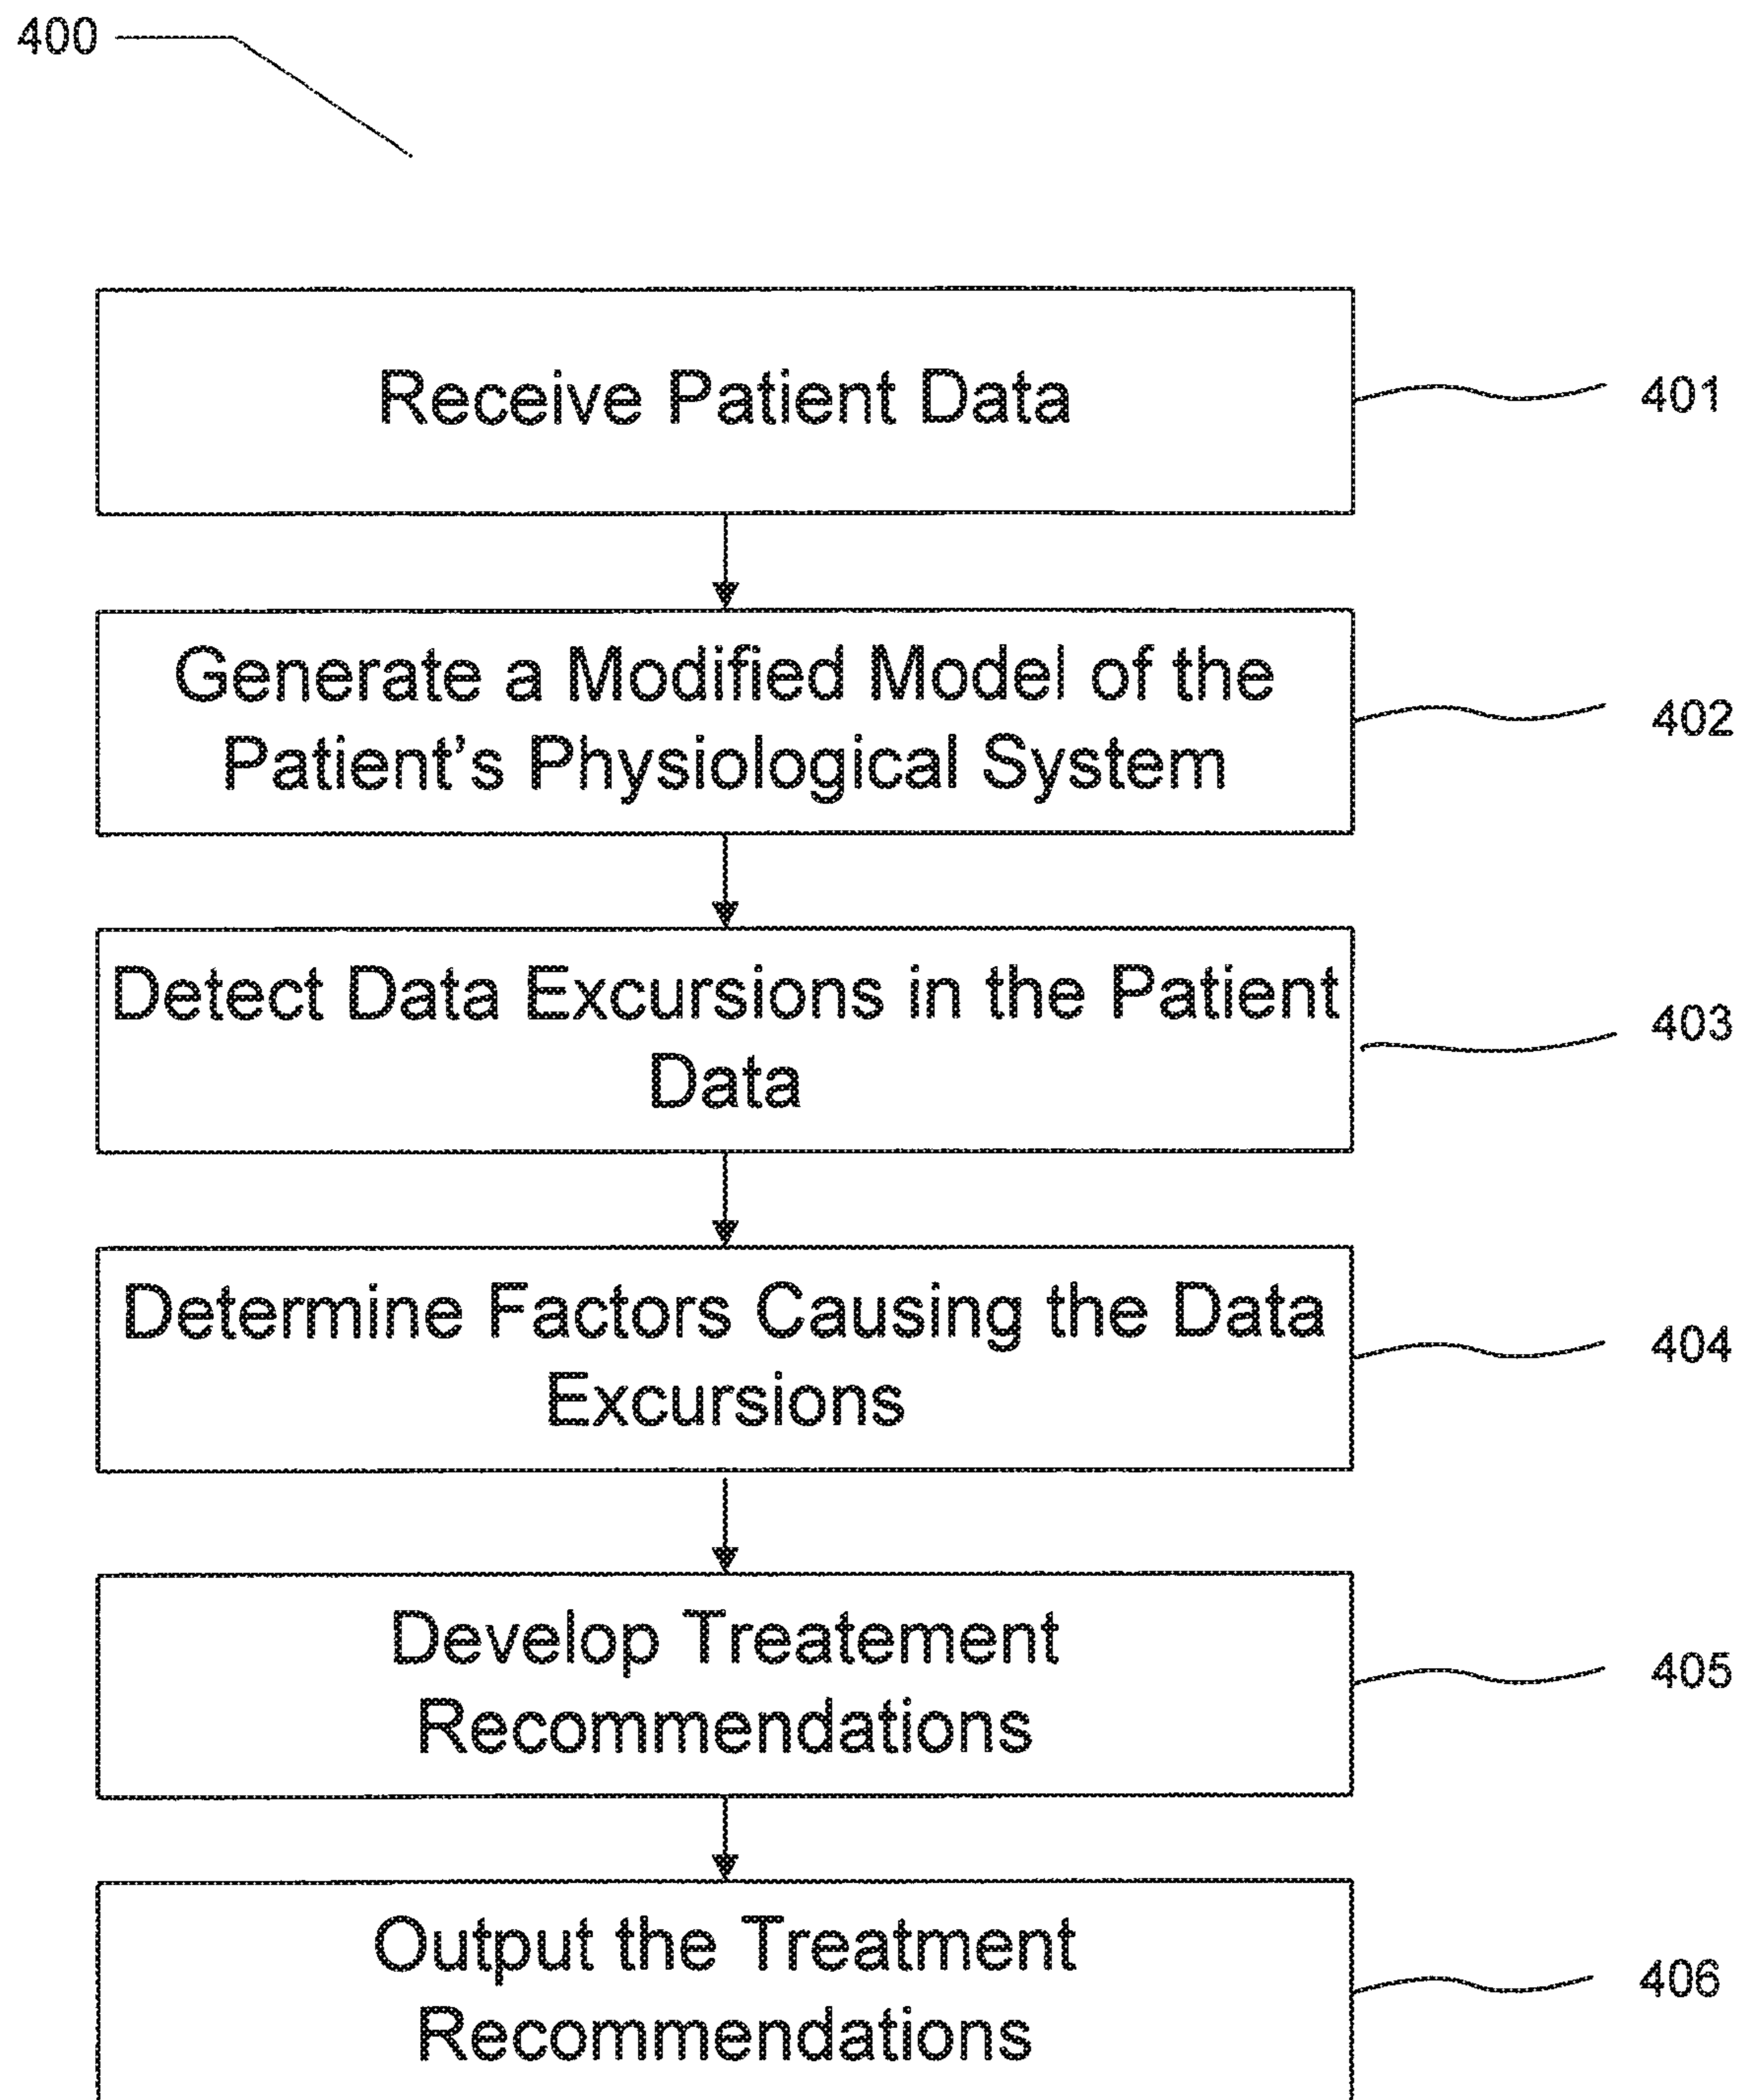 400
Receive Patient Data
401
Generate a Modified Model of the
Patient's Physiological System
402
Detect Data Excursions in the Patient
Data
403
Determine Factors Causing the Data
Excursions
404
Develop Treatement
Recommendations
405
Output the Treatment
Recommendations
406